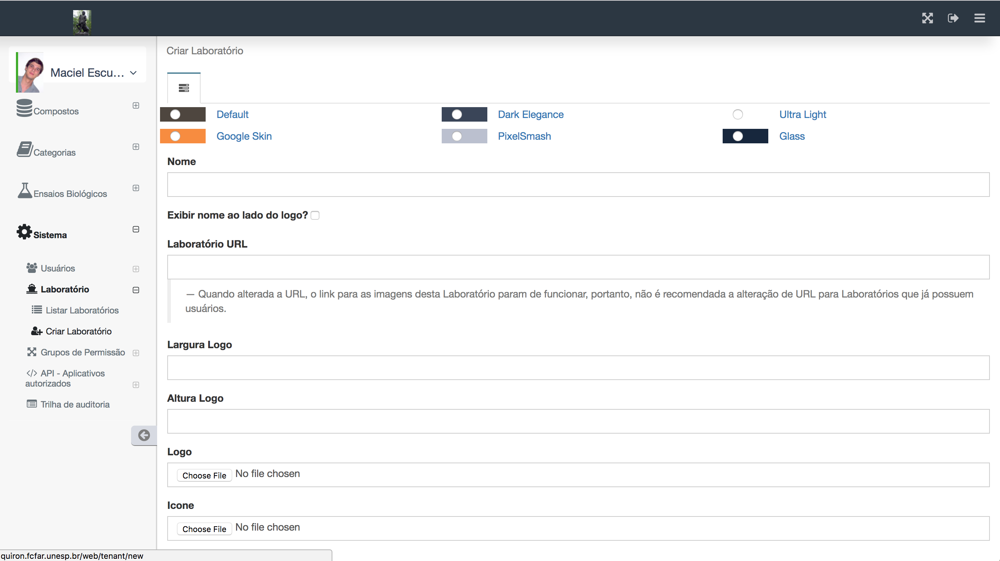 Maciel Escu...
Compostos
Categorias
Ensaios Biológicos
Sistema
Usuários
Laboratório
Listar Laboratórios
Criar Laboratório
Grupos de Permissão
API - Aplicativos
autorizados
Trilha de auditoria
Criar Laboratório
Default
Dark Elegance
Ultra Light
Google Skin
PixelSmash
Glass
Nome
Exibir nome ao lado do logo?
Laboratório URL
— Quando alterada a URL, o link para as imagens desta Laboratório param de funcionar, portanto, não é recomendada a alteração de URL para Laboratórios que já possuem
usuários.
Largura Logo
Altura Logo
Logo
Choose File No file chosen
Icone
Choose File No file chosen
quiron.fcfar.unesp.br/web/tenant/new